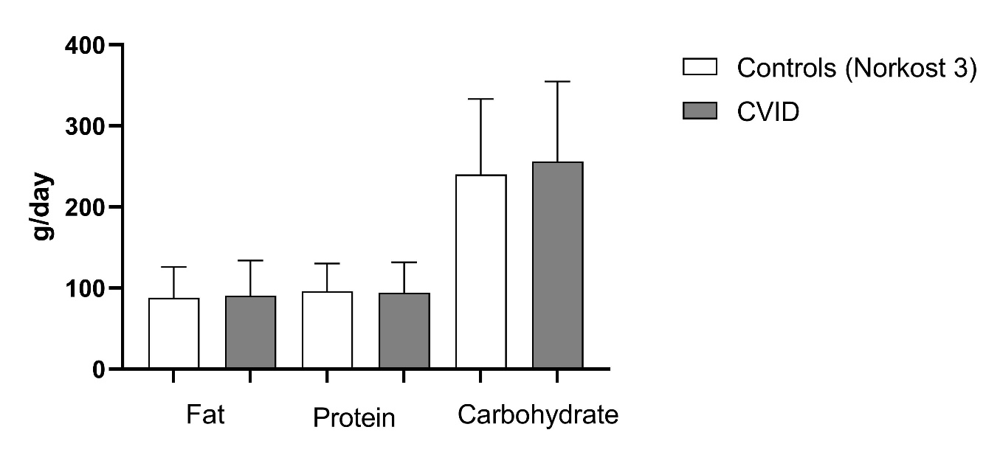 400
300
200
100
0
g/day
Fat
Protein
Carbohydrate
Controls (Norkost 3)
CVID